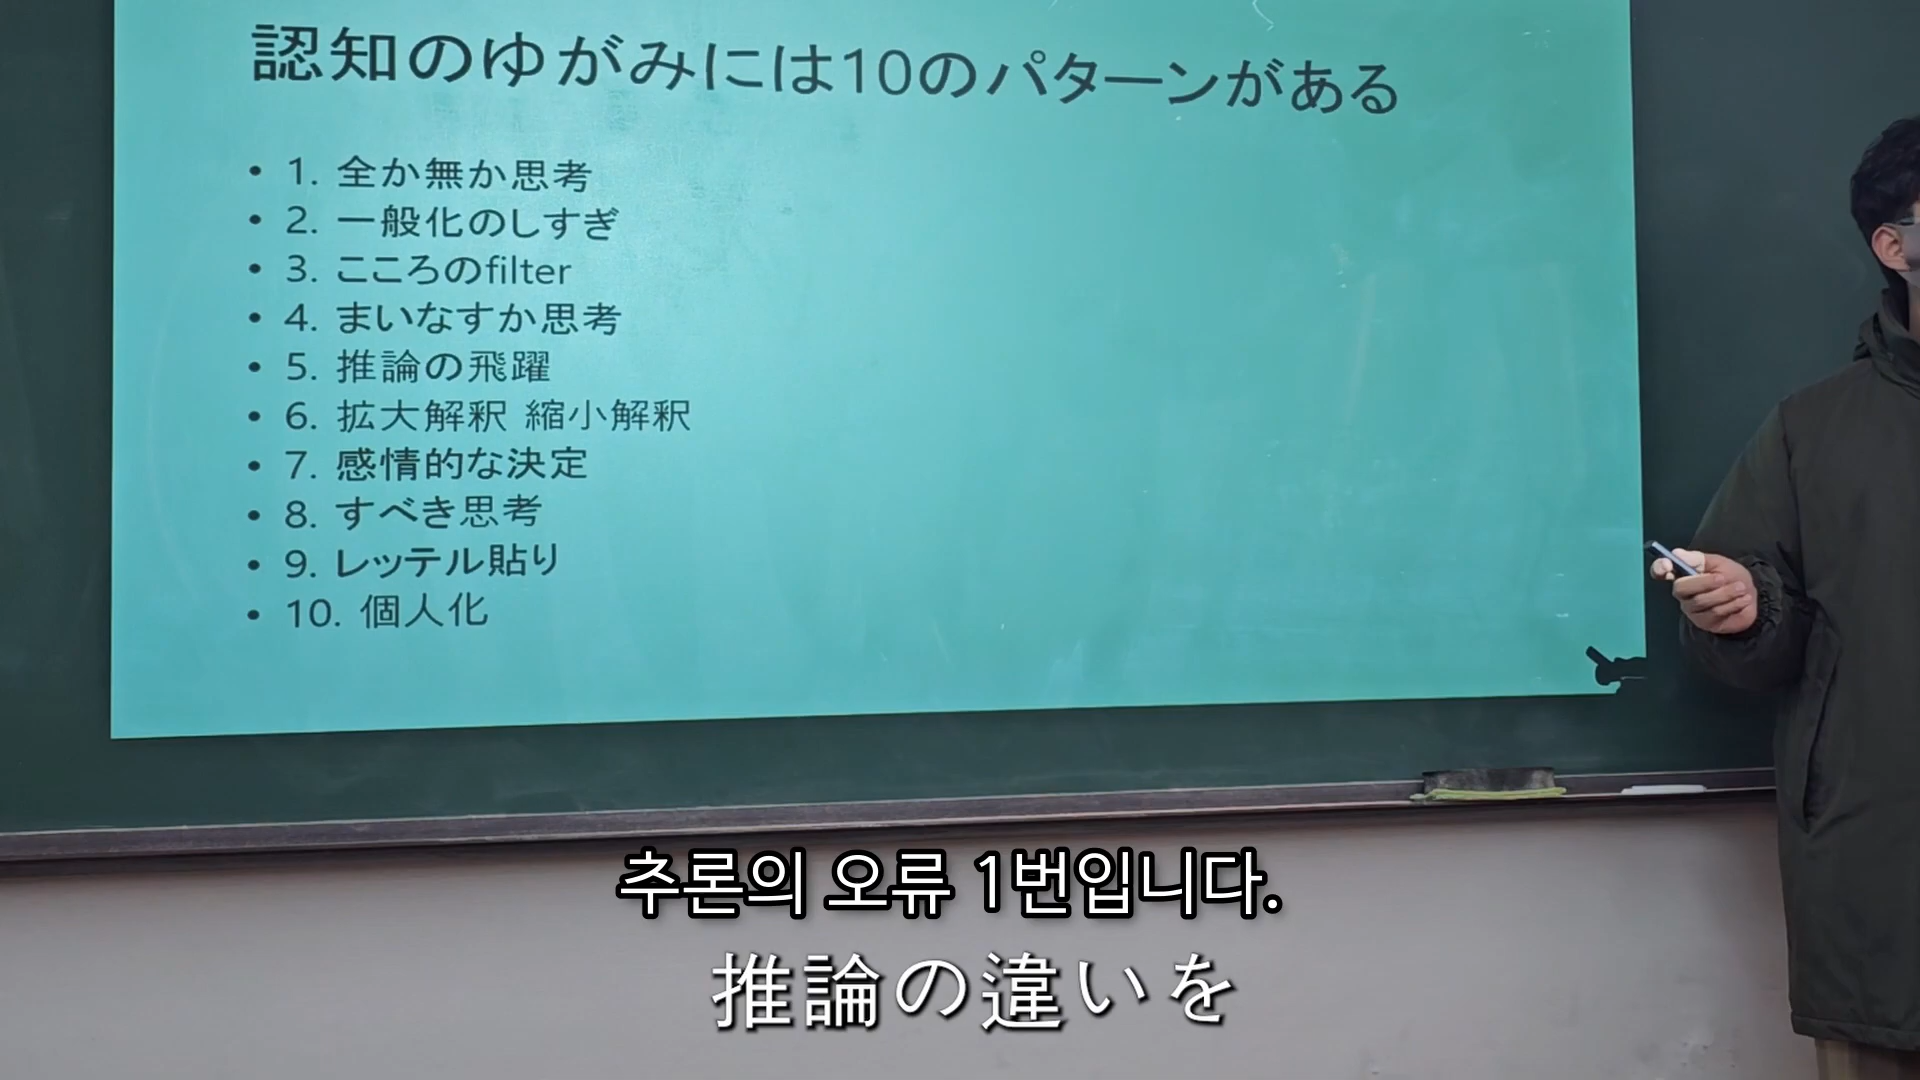 認知のゆがみには10のパターンがある
• 1. 全か無か思考
• 2. 一般化のしすぎ
• 3. こころのfilter
• 4. まいなすか思考
• 5. 推論の飛躍
• 6. 拡大解釈 縮小解釈
• 7. 感情的な決定
• 8. すべき思考
• 9. レッテル貼り
• 10. 個人化
추론의 오류 1번입니다.
推論の違いを